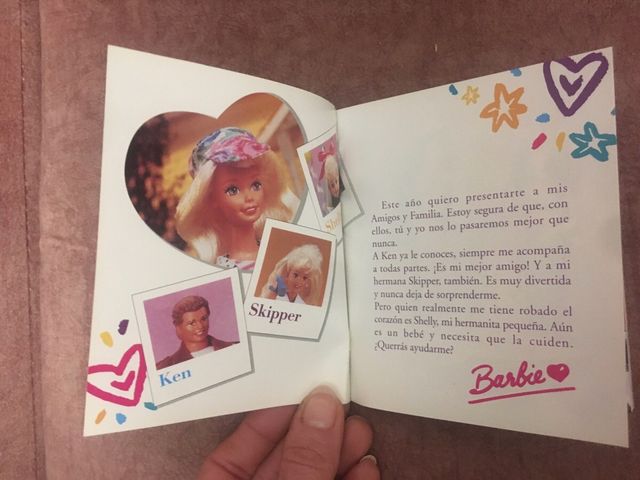 Skipper
Ken
Este año quiero presentarte a mis
Amigos y Familia. Estoy segura de que, con
ellos, tú y yo nos lo pasaremos mejor que
nunca.
A Ken ya le conoces, siempre me acompaña
a todas partes. ¡Es mi mejor amigo! Y a mi
hermana Skipper, también. Es muy divertida
y nunca deja de sorprenderme.
Pero quien realmente me tiene robado el
corazón es Shelly, mi hermanita pequeña. Aún
es un bebé y necesita que la cuiden.
¿Querrás ayudarme?
Barbie